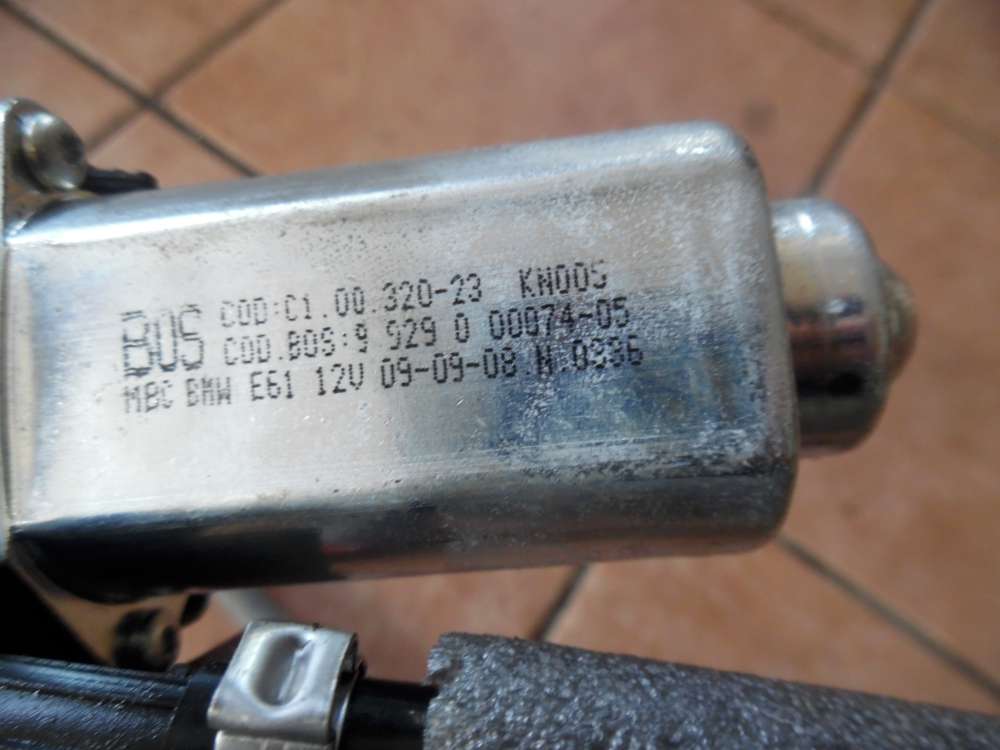 BOS COD:C1.00.320-23 KN005
COD.BOS:9 929 0 00074-05
MBC BMW E61 12V 09-09-08 N.0336